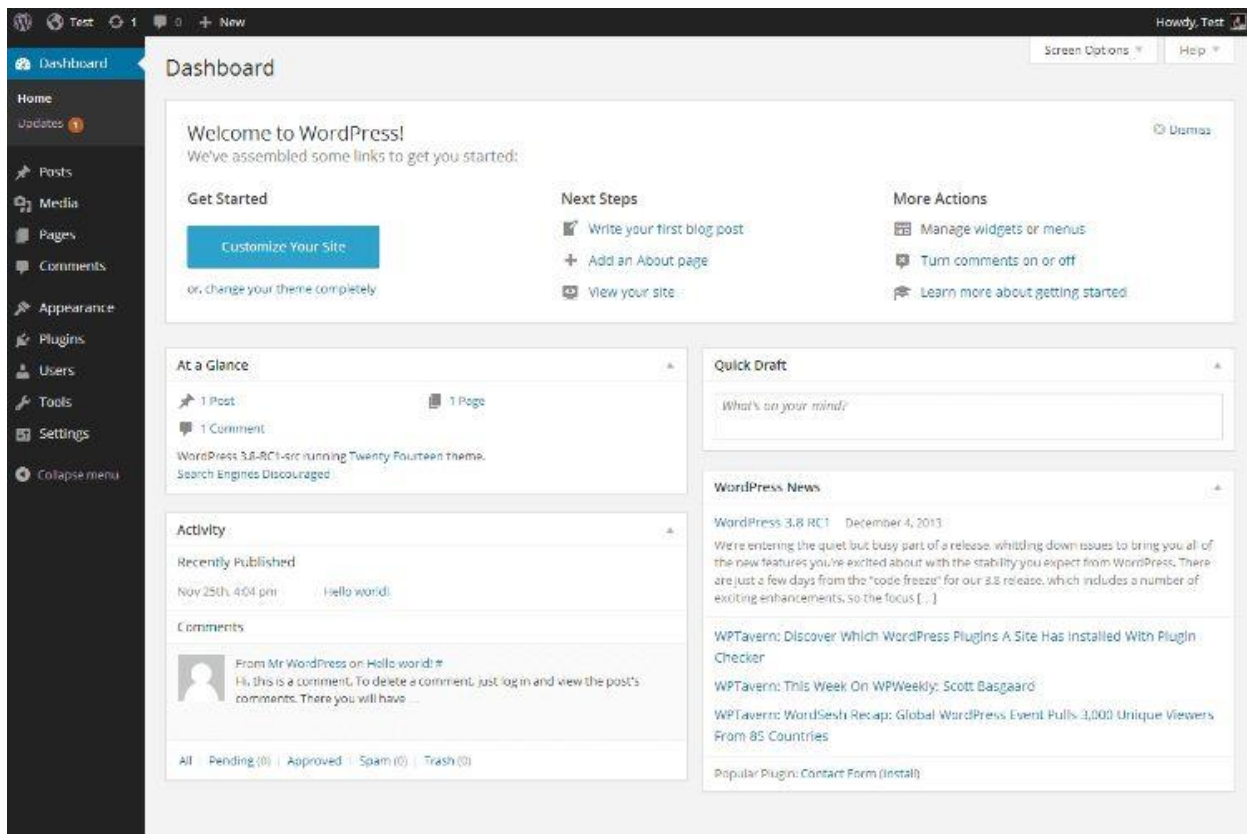 Test 1 0 + New
Howdy, Test
Dashboard
Home
Updates 1
Posts
Media
Pages
Comments
Appearance
Plugins
Users
Tools
Settings
Collapse menu
Screen Options
Help
Dashboard
Welcome to WordPress!
We've assembled some links to get you started:
Dismiss
Get Started
Customize Your Site
or, change your theme completely
Next Steps
Write your first blog post
Add an About page
View your site
More Actions
Manage widgets or menus
Turn comments on or off
Learn more about getting started
At a Glance
1 Post
1 Page
1 Comment
WordPress 3.8-RC1-src running Twenty Fourteen theme.
Search Engines Discouraged
Activity
Recently Published
Nov 25th, 4:04 pm Hello world!
Comments
From Mr WordPress on Hello world! #
Hi, this is a comment. To delete a comment, just log in and view the post's
comments. There you will have ...
All | Pending (0) | Approved | Spam (0) | Trash (0)
Quick Draft
What's on your mind?
WordPress News
WordPress 3.8 RC1 December 4, 2013
We're entering the quiet but busy part of a release, whittling down issues to bring you all of
the new features you're excited about with the stability you expect from WordPress. There
are just a few days from the "code freeze" for our 3.8 release, which includes a number of
exciting enhancements, so the focus [...]
WPTavern: Discover Which WordPress Plugins A Site Has Installed With Plugin
Checker
WPTavern: This Week On WPWeekly: Scott Basgaard
WPTavern: WordSesh Recap: Global WordPress Event Pulls 3,000 Unique Viewers
From 85 Countries
Popular Plugin: Contact Form (Install)